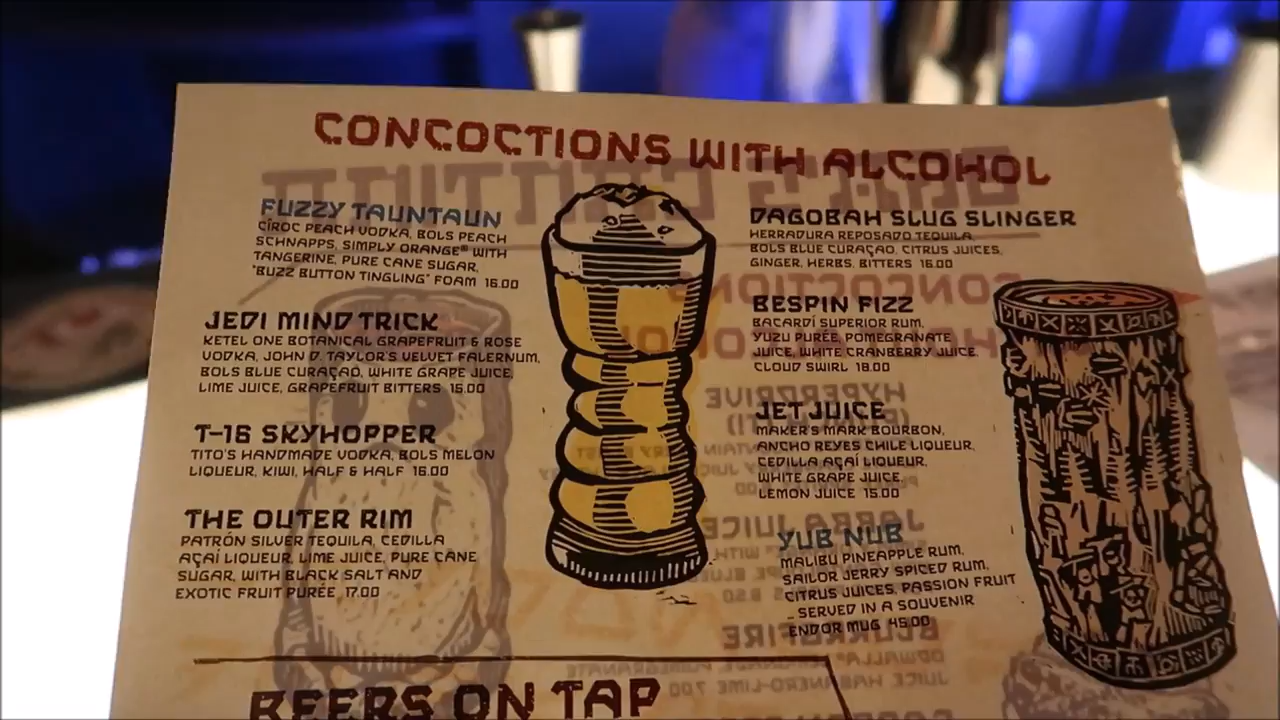 CONCOCTIONS WITH ALCOHOL
FUZZY TAUNTAUN
CÎROC PEACH VODKA, BOLS PEACH
SCHNAPPS, SIMPLY ORANGE® WITH
TANGERINE, PURE CANE SUGAR,
"BUZZ BUTTON TINGLING" FOAM 16.00
JEDI MIND TRICK
KETEL ONE BOTANICAL GRAPEFRUIT & ROSE
VODKA, JOHN D. TAYLOR'S VELVET FALERNUM,
BOLS BLUE CURAÇAO, WHITE GRAPE JUICE,
LIME JUICE, GRAPEFRUIT BITTERS 15.00
T-16 SKYHOPPER
TITO'S HANDMADE VODKA, BOLS MELON
LIQUEUR, KIWI, HALF & HALF 16.00
THE OUTER RIM
PATRÓN SILVER TEQUILA, CEDILLA
AÇAÍ LIQUEUR, LIME JUICE, PURE CANE
SUGAR, WITH BLACK SALT AND
EXOTIC FRUIT PURÉE 17.00
DAGOBAH SLUG SLINGER
HERRADURA REPOSADO TEQUILA,
BOLS BLUE CURAÇAO, CITRUS JUICES,
GINGER, HERBS, BITTERS 16.00
BESPIN FIZZ
BACARDÍ SUPERIOR RUM,
YUZU PURÉE, POMEGRANATE
JUICE, WHITE CRANBERRY JUICE,
CLOUD SWIRL 18.00
JET JUICE
MAKER'S MARK BOURBON,
ANCHO REYES CHILE LIQUEUR,
CEDILLA AÇAÍ LIQUEUR,
WHITE GRAPE JUICE,
LEMON JUICE 15.00
YUB NUB
MALIBU PINEAPPLE RUM,
SAILOR JERRY SPICED RUM,
CITRUS JUICES, PASSION FRUIT
- SERVED IN A SOUVENIR
ENDOR MUG 45.00
BEERS ON TAP